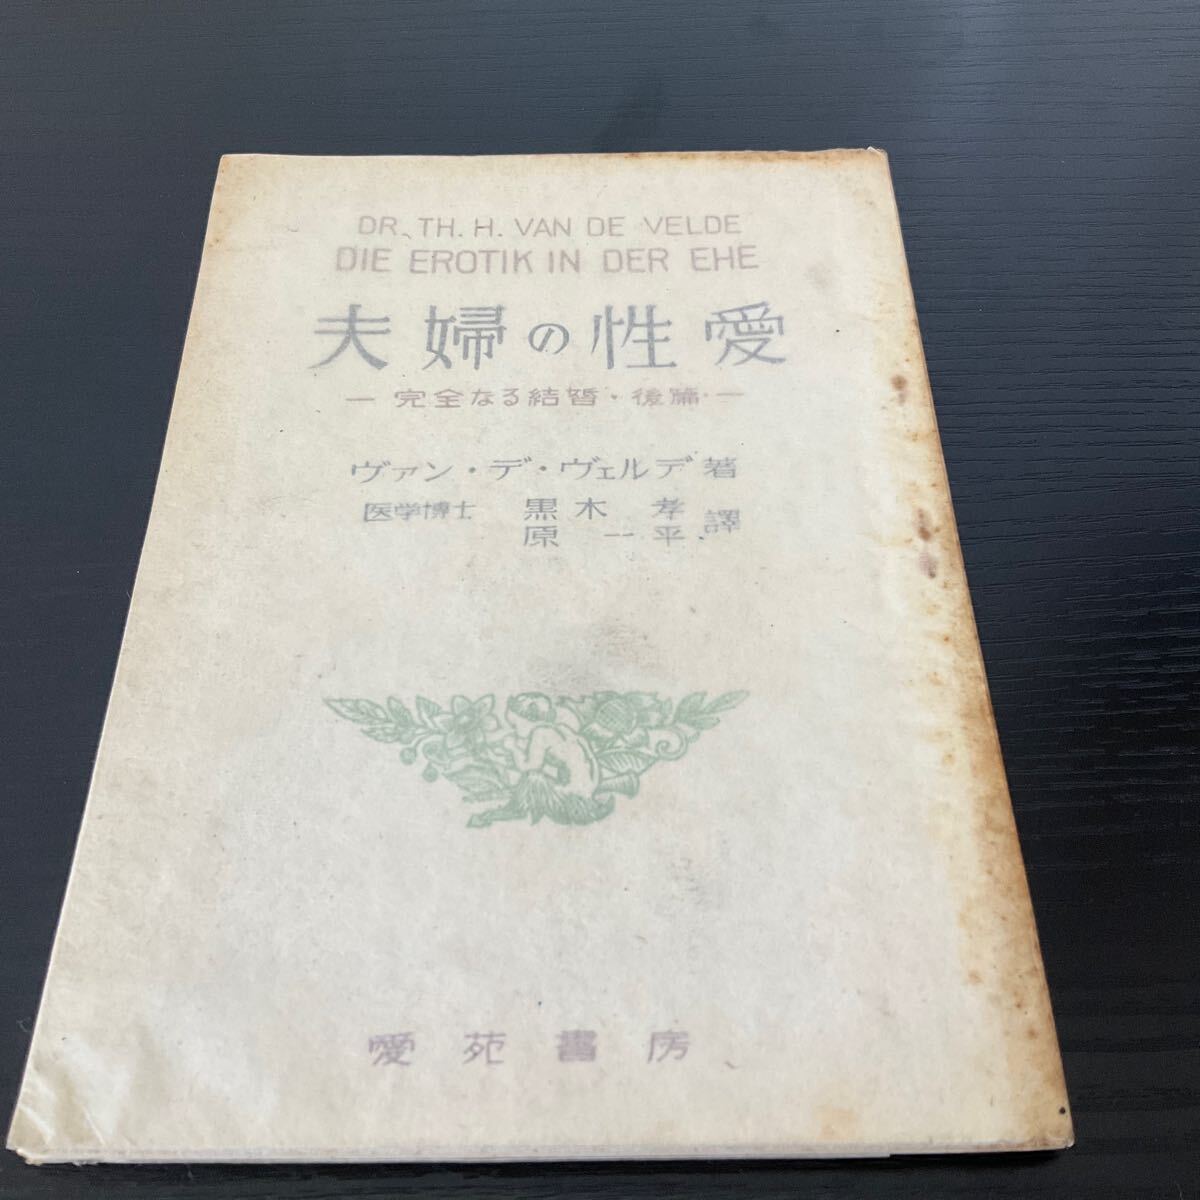 DR. TH. H. VAN DE VELDE
DIE EROTIK IN DER EHE
夫婦の性愛
― 完全なる結婚・後篇・―
ヴァン・デ・ヴェルデ 著
医学博士 黒木 孝
原 一平 譯
愛苑書房